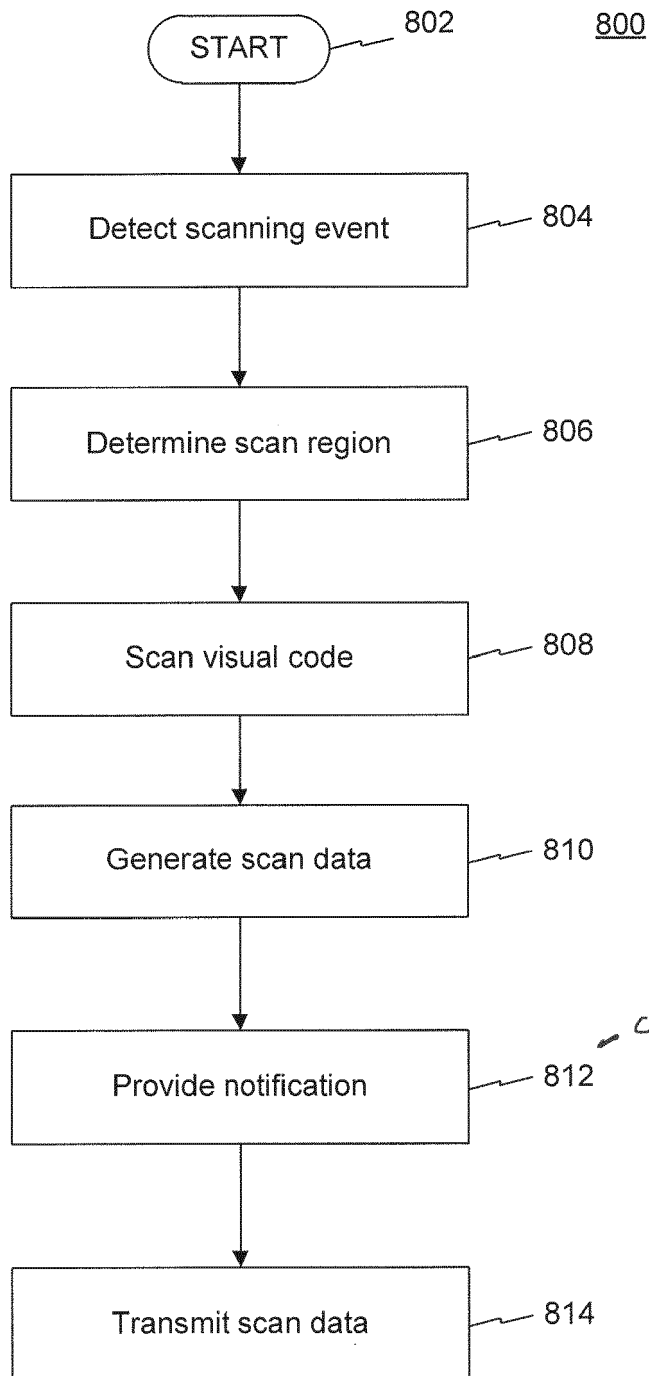 START
802
800
Detect scanning event
804
Determine scan region
806
Scan visual code
808
Generate scan data
810
Provide notification
812
Transmit scan data
814